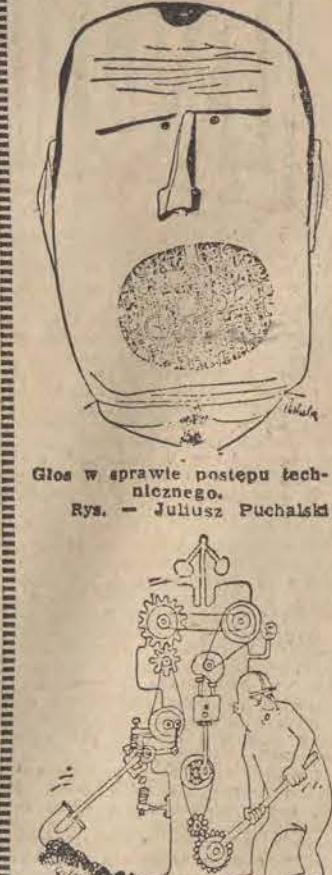 Głos w sprawie postępu tech-
nicznego.
Rys. — Juliusz Puchalski